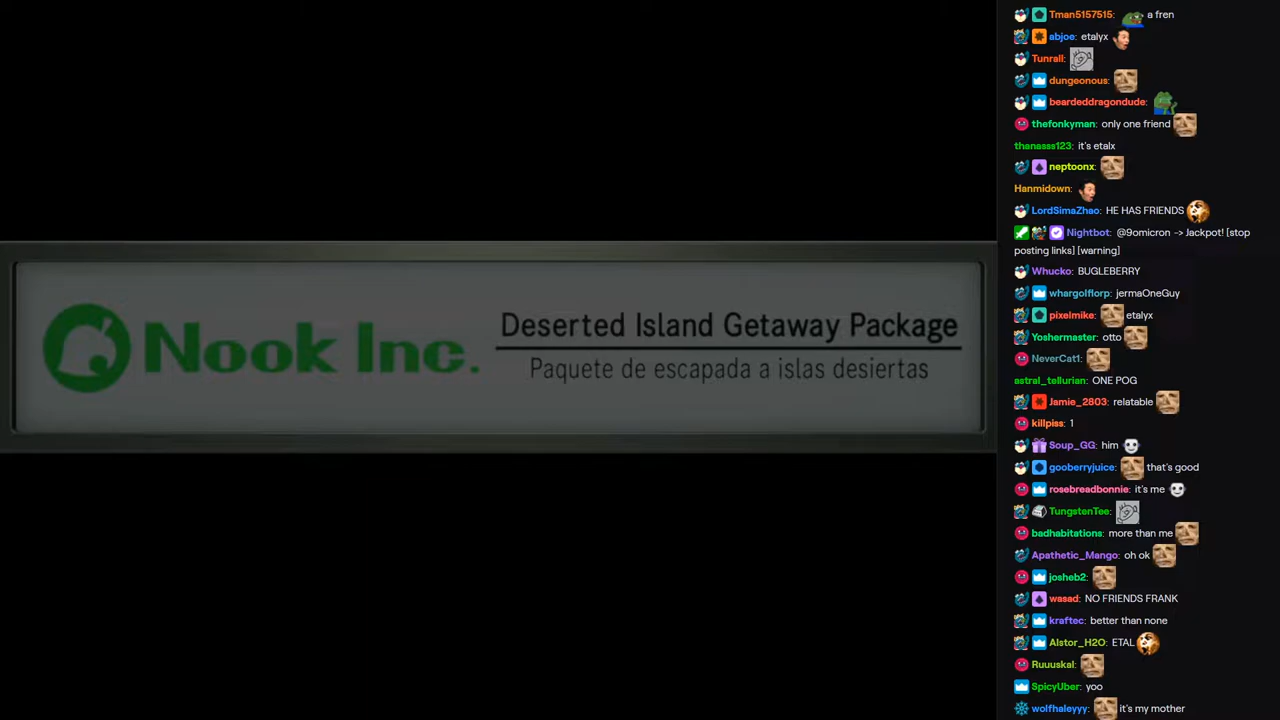 Nook Inc.
Deserted Island Getaway Package
Paquete de escapada a islas desiertas
Tman5157515: a fren
abjoe: etalyx
Tunrall:
dungeonous:
beardeddragondude:
thefonkyman: only one friend
thanasss123: it's etalx
neptoonx:
Hanmidown:
LordSimaZhao: HE HAS FRIENDS
Nightbot: @9omicron -> Jackpot! [stop
posting links] [warning]
Whucko: BUGLEBERRY
whargolflorp: jermaOneGuy
pixelmike: etalyx
Yoshermaster: otto
NeverCat1:
astral_tellurian: ONE POG
Jamie_2803: relatable
killpiss: 1
Soup_GG: him
gooberryjuice: that's good
rosebreadbonnie: it's me
TungstenTee:
badhabitations: more than me
Apathetic_Mango: oh ok
josheb2:
wasad: NO FRIENDS FRANK
kraftec: better than none
Alstor_H2O: ETAL
Ruuuskal:
SpicyUber: yoo
wolfhaleyyy: it's my mother